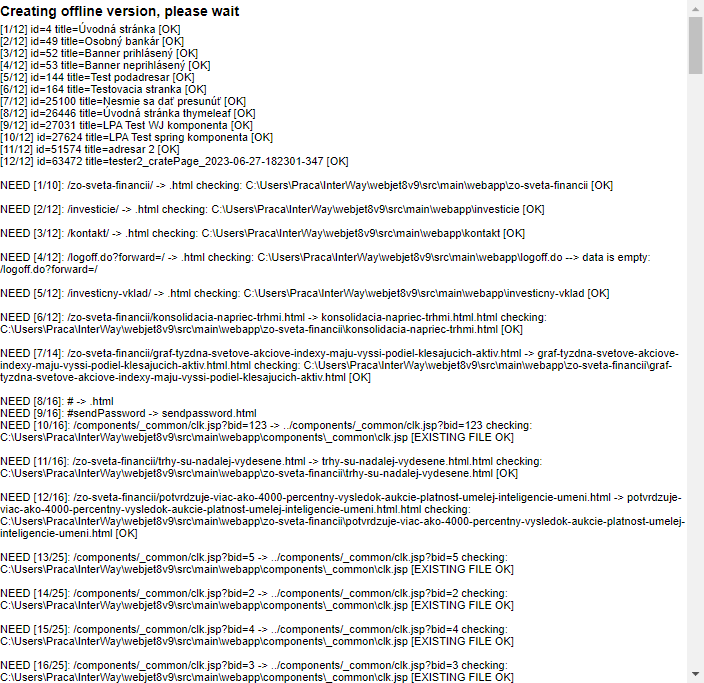 Creating offline version, please wait
[1/12] id=4 title=Úvodná stránka [OK]
[2/12] id=49 title=Osobný bankár [OK]
[3/12] id=52 title=Banner prihlásený [OK]
[4/12] id=53 title=Banner neprihlásený [OK]
[5/12] id=144 title=Test podadresar [OK]
[6/12] id=164 title=Testovacia stranka [OK]
[7/12] id=25100 title=Nesmie sa dať presunúť [OK]
[8/12] id=26446 title=Úvodná stránka thymeleaf [OK]
[9/12] id=27031 title=LPA Test WJ komponenta [OK]
[10/12] id=27624 title=LPA Test spring komponenta [OK]
[11/12] id=51574 title=adresar 2 [OK]
[12/12] id=63472 title=tester2_cratePage_2023-06-27-182301-347 [OK]
NEED [1/10]: /zo-sveta-financii/ -> .html checking: C:\Users\Praca\InterWay\webjet8v9\src\main\webapp\zo-sveta-financii [OK]
NEED [2/12]: /investicie/ -> .html checking: C:\Users\Praca\InterWay\webjet8v9\src\main\webapp\investicie [OK]
NEED [3/12]: /kontakt/ -> .html checking: C:\Users\Praca\InterWay\webjet8v9\src\main\webapp\kontakt [OK]
NEED [4/12]: /logoff.do?forward=/ -> .html checking: C:\Users\Praca\InterWay\webjet8v9\src\main\webapp\logoff.do --> data is empty:
/logoff.do?forward=/
NEED [5/12]: /investicny-vklad/ -> .html checking: C:\Users\Praca\InterWay\webjet8v9\src\main\webapp\investicny-vklad [OK]
NEED [6/12]: /zo-sveta-financii/konsolidacia-napriec-trhmi.html -> konsolidacia-napriec-trhmi.html.html checking:
C:\Users\Praca\InterWay\webjet8v9\src\main\webapp\zo-sveta-financii\konsolidacia-napriec-trhmi.html [OK]
NEED [7/14]: /zo-sveta-financii/graf-tyzdna-svetove-akciove-indexy-maju-vyssi-podiel-klesajucich-aktiv.html -> graf-tyzdna-svetove-akciove-
indexy-maju-vyssi-podiel-klesajucich-aktiv.html.html checking: C:\Users\Praca\InterWay\webjet8v9\src\main\webapp\zo-sveta-financii\graf-
tyzdna-svetove-akciove-indexy-maju-vyssi-podiel-klesajucich-aktiv.html [OK]
NEED [8/16]: # -> .html
NEED [9/16]: #sendPassword -> sendpassword.html
NEED [10/16]: /components/_common/clk.jsp?bid=123 -> ../components/_common/clk.jsp?bid=123 checking:
C:\Users\Praca\InterWay\webjet8v9\src\main\webapp\components\_common\clk.jsp [EXISTING FILE OK]
NEED [11/16]: /zo-sveta-financii/trhy-su-nadalej-vydesene.html -> trhy-su-nadalej-vydesene.html.html checking:
C:\Users\Praca\InterWay\webjet8v9\src\main\webapp\zo-sveta-financii\trhy-su-nadalej-vydesene.html [OK]
NEED [12/16]: /zo-sveta-financii/potvrdzuje-viac-ako-4000-percentny-vysledok-aukcie-platnost-umelej-inteligencie-umeni.html -> potvrdzuje-
viac-ako-4000-percentny-vysledok-aukcie-platnost-umelej-inteligencie-umeni.html.html checking:
C:\Users\Praca\InterWay\webjet8v9\src\main\webapp\zo-sveta-financii\potvrdzuje-viac-ako-4000-percentny-vysledok-aukcie-platnost-umelej-
inteligencie-umeni.html [OK]
NEED [13/25]: /components/_common/clk.jsp?bid=5 -> ../components/_common/clk.jsp?bid=5 checking:
C:\Users\Praca\InterWay\webjet8v9\src\main\webapp\components\_common\clk.jsp [EXISTING FILE OK]
NEED [14/25]: /components/_common/clk.jsp?bid=2 -> ../components/_common/clk.jsp?bid=2 checking:
C:\Users\Praca\InterWay\webjet8v9\src\main\webapp\components\_common\clk.jsp [EXISTING FILE OK]
NEED [15/25]: /components/_common/clk.jsp?bid=4 -> ../components/_common/clk.jsp?bid=4 checking:
C:\Users\Praca\InterWay\webjet8v9\src\main\webapp\components\_common\clk.jsp [EXISTING FILE OK]
NEED [16/25]: /components/_common/clk.jsp?bid=3 -> ../components/_common/clk.jsp?bid=3 checking:
C:\Users\Praca\InterWay\webjet8v9\src\main\webapp\components\_common\clk.jsp [EXISTING FILE OK]